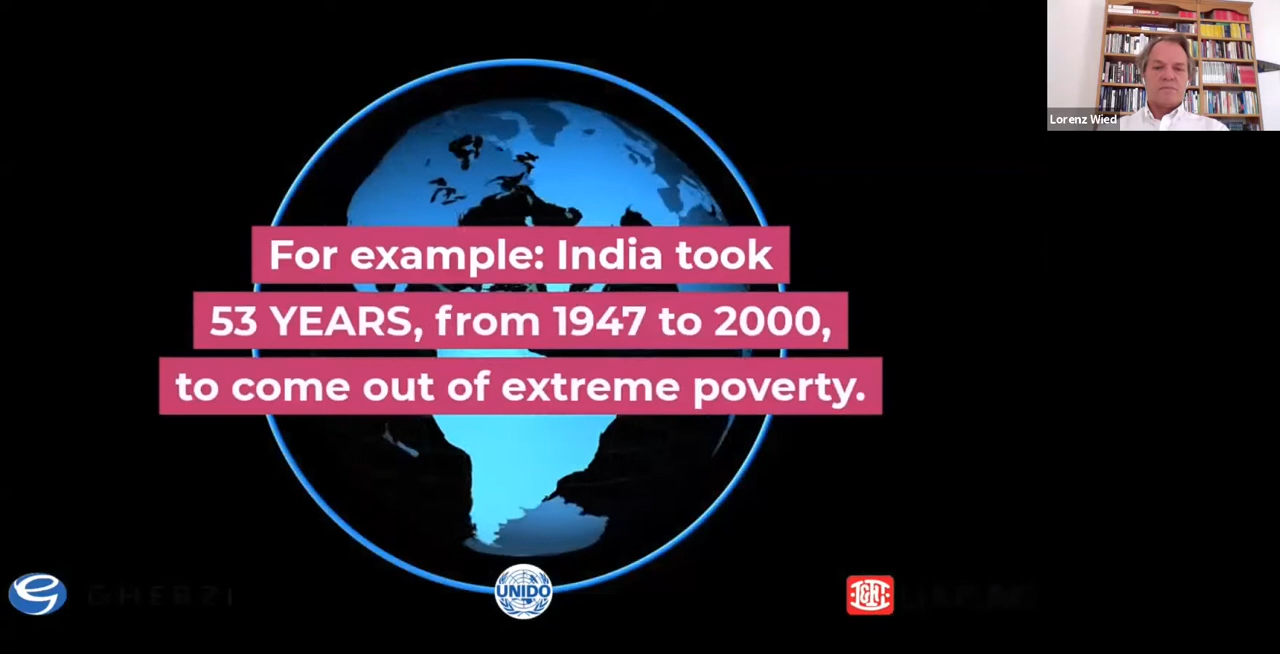 Lorenz Wied
For example: India took
53 YEARS, from 1947 to 2000,
to come out of extreme poverty.
GHERZI
UNIDO